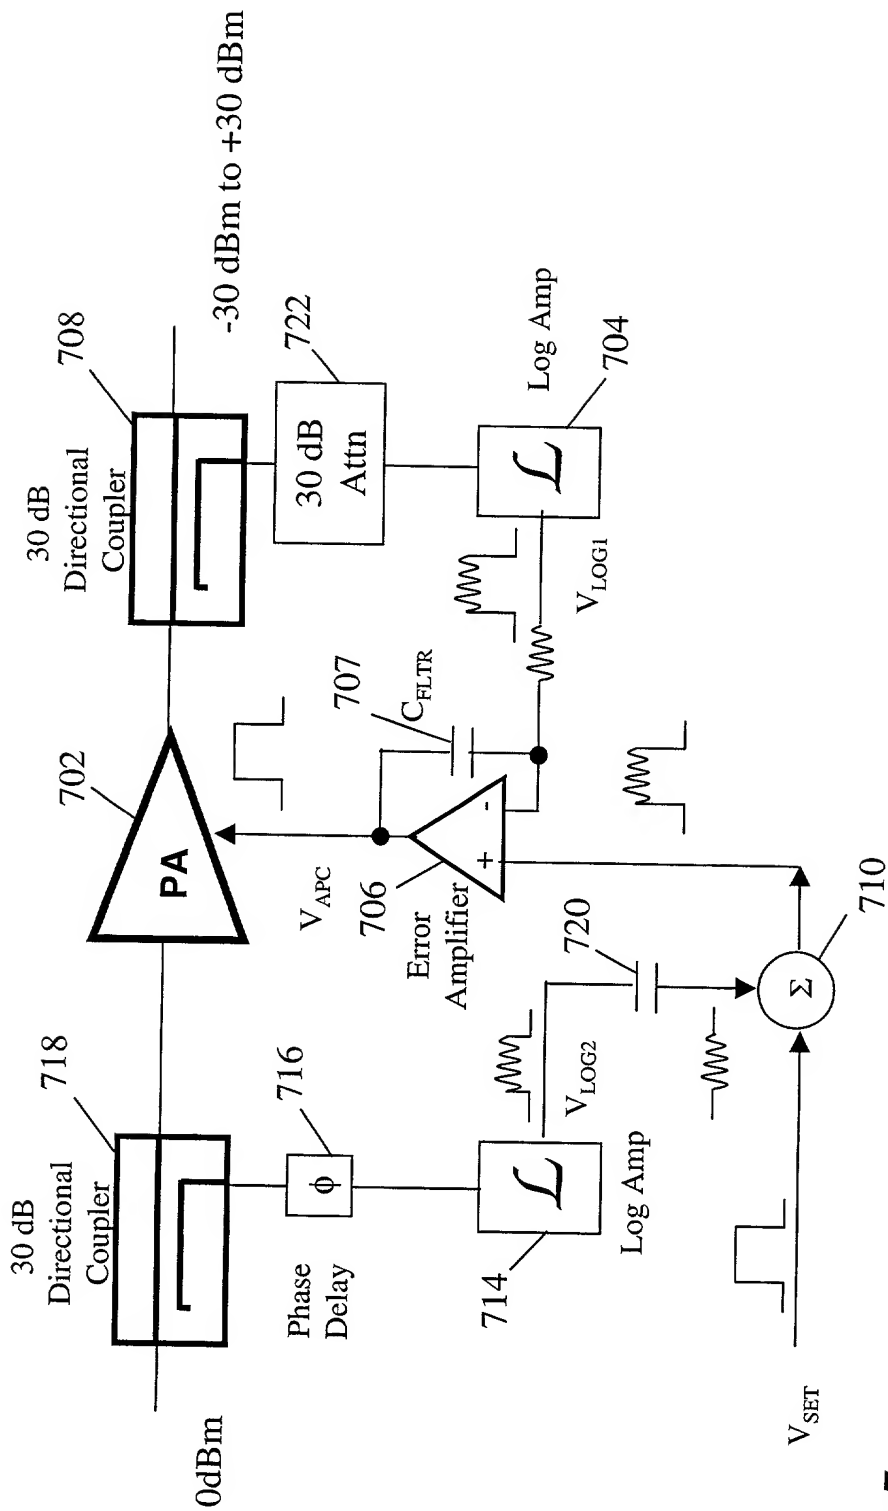 30 dB
Directional
Coupler
718
0dBm
PA
702
30 dB
Directional
Coupler
708
-30 dBm to +30 dBm
Phase
Delay
ϕ
716
V_APC
706
Error
Amplifier
+
-
707
C_FLTR
30 dB
Attn
722
714
ℒ
Log Amp
V_LOG2
720
V_LOG1
ℒ
Log Amp
704
V_SET
Σ
710